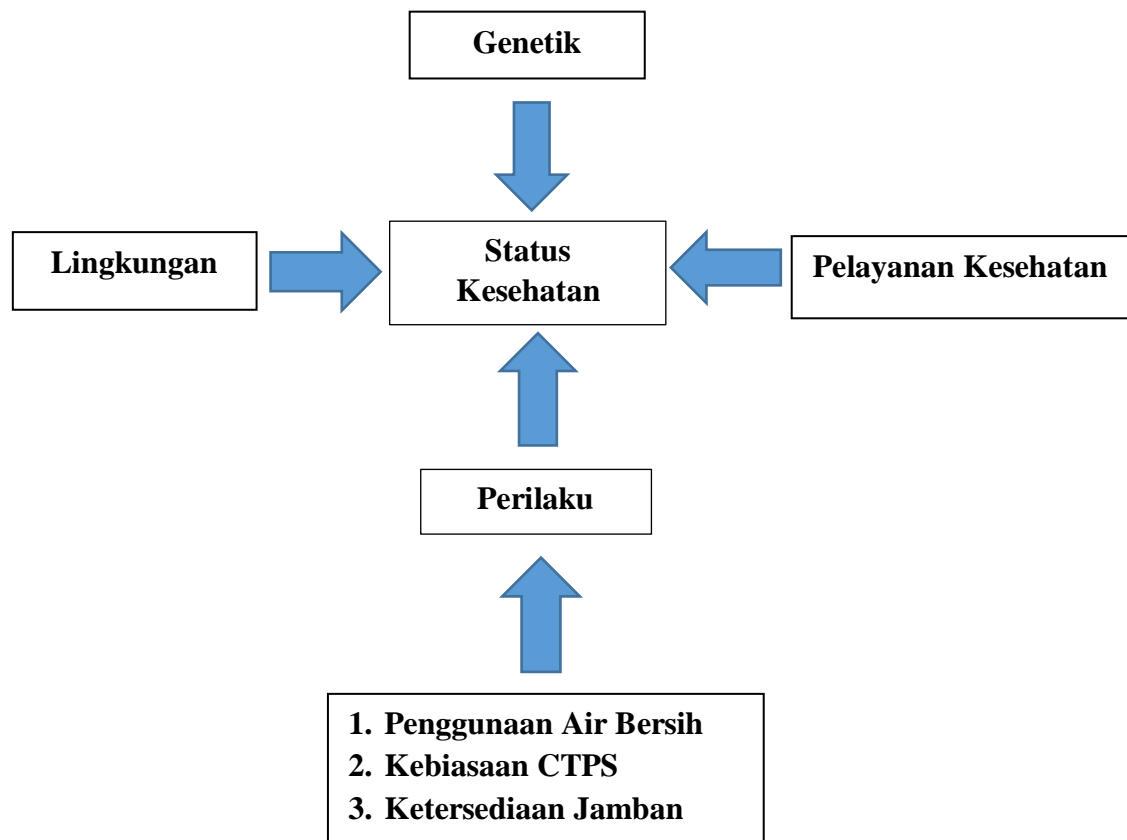 Genetik
Lingkungan
Status
Kesehatan
Pelayanan Kesehatan
Perilaku
1. Penggunaan Air Bersih
2. Kebiasaan CTPS
3. Ketersediaan Jamban